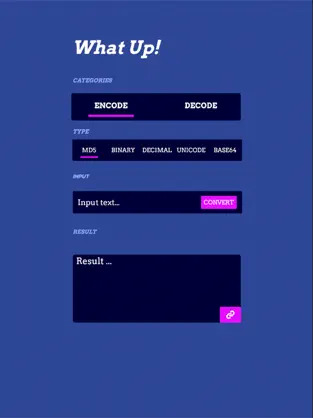 What Up!
CATEGORIES
ENCODE DECODE
TYPE
MD5 BINARY DECIMAL UNICODE BASE64
INPUT
Input text... CONVERT
RESULT
Result ...